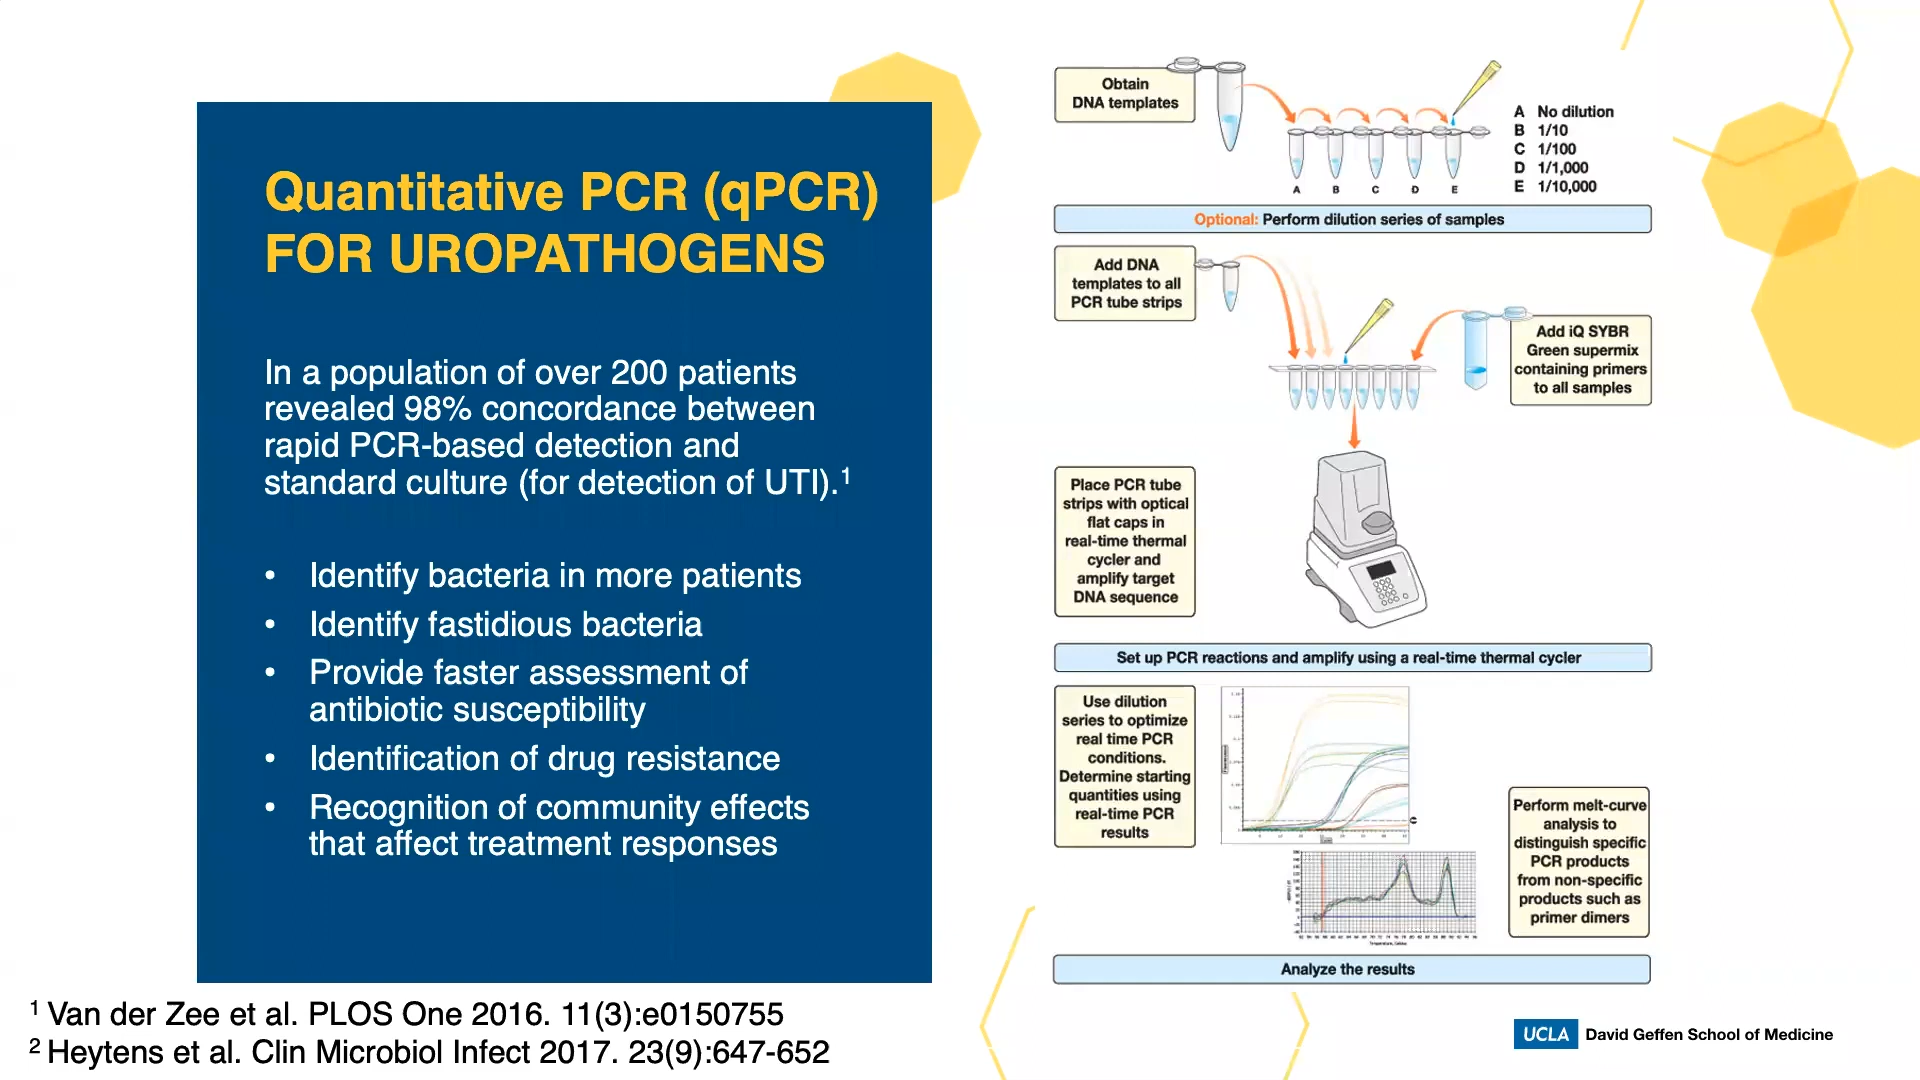 Quantitative PCR (qPCR)
FOR UROPATHOGENS
In a population of over 200 patients
revealed 98% concordance between
rapid PCR-based detection and
standard culture (for detection of UTI).¹
• Identify bacteria in more patients
• Identify fastidious bacteria
• Provide faster assessment of
antibiotic susceptibility
• Identification of drug resistance
• Recognition of community effects
that affect treatment responses
¹ Van der Zee et al. PLOS One 2016. 11(3):e0150755
² Heytens et al. Clin Microbiol Infect 2017. 23(9):647-652
Obtain
DNA templates
A B C D E
A No dilution
B 1/10
C 1/100
D 1/1,000
E 1/10,000
Optional: Perform dilution series of samples
Add DNA
templates to all
PCR tube strips
Add iQ SYBR
Green supermix
containing primers
to all samples
Place PCR tube
strips with optical
flat caps in
real-time thermal
cycler and
amplify target
DNA sequence
Set up PCR reactions and amplify using a real-time thermal cycler
Use dilution
series to optimize
real time PCR
conditions.
Determine starting
quantities using
real-time PCR
results
Perform melt-curve
analysis to
distinguish specific
PCR products
from non-specific
products such as
primer dimers
Temperature, Celsius
Analyze the results
UCLA David Geffen School of Medicine